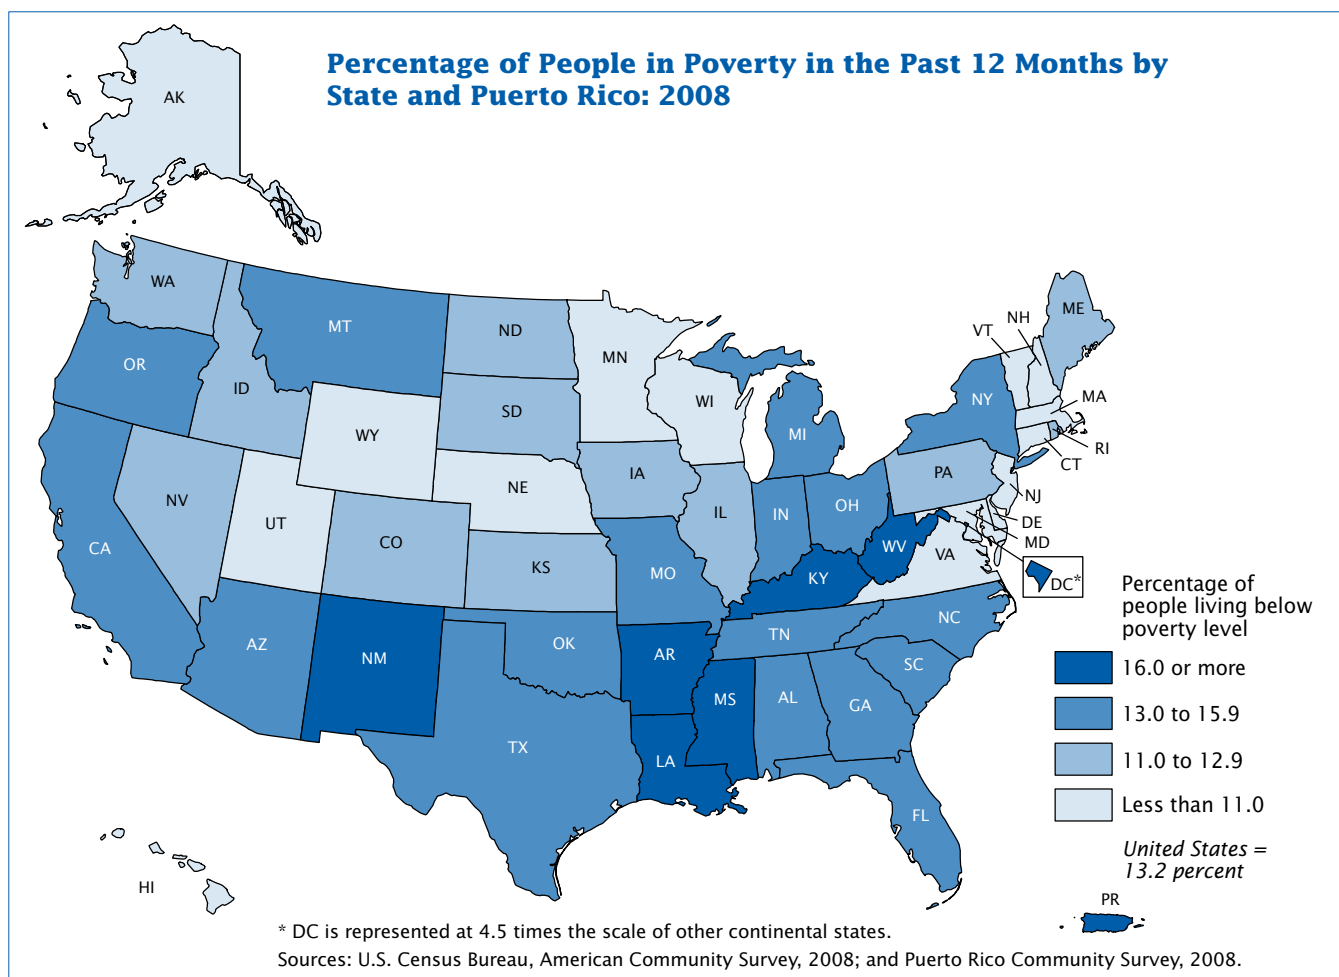 Percentage of People in Poverty in the Past 12 Months by
State and Puerto Rico: 2008
AK
WA
MT
ND
MN
ME
NH
VT
OR
ID
SD
WI
MI
NY
MA
RI
CT
WY
IA
PA
NE
NJ
NV
UT
CO
IL
IN
OH
DE
MD
CA
KS
MO
WV
VA
KY
DC*
AZ
NM
OK
AR
TN
NC
SC
MS
AL
GA
TX
LA
FL
HI
PR
Percentage of
people living below
poverty level
16.0 or more
13.0 to 15.9
11.0 to 12.9
Less than 11.0
United States =
13.2 percent
* DC is represented at 4.5 times the scale of other continental states.
Sources: U.S. Census Bureau, American Community Survey, 2008; and Puerto Rico Community Survey, 2008.